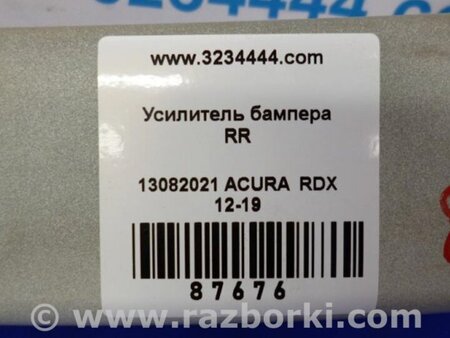 www.3234444.com
Усилитель бампера
RR
13082021 ACURA RDX
12-19
87676
© www.razborki.com